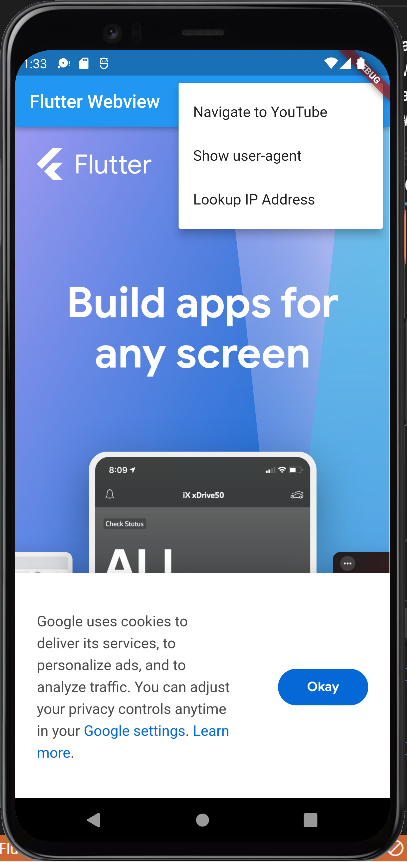 1:33
DEBUG
Flutter Webview
Navigate to YouTube
Show user-agent
Lookup IP Address
Flutter
Build apps for
any screen
8:09
iX xDrive50
Check Status
ALL
Google uses cookies to
deliver its services, to
personalize ads, and to
analyze traffic. You can adjust
your privacy controls anytime
in your Google settings. Learn
more.
Okay